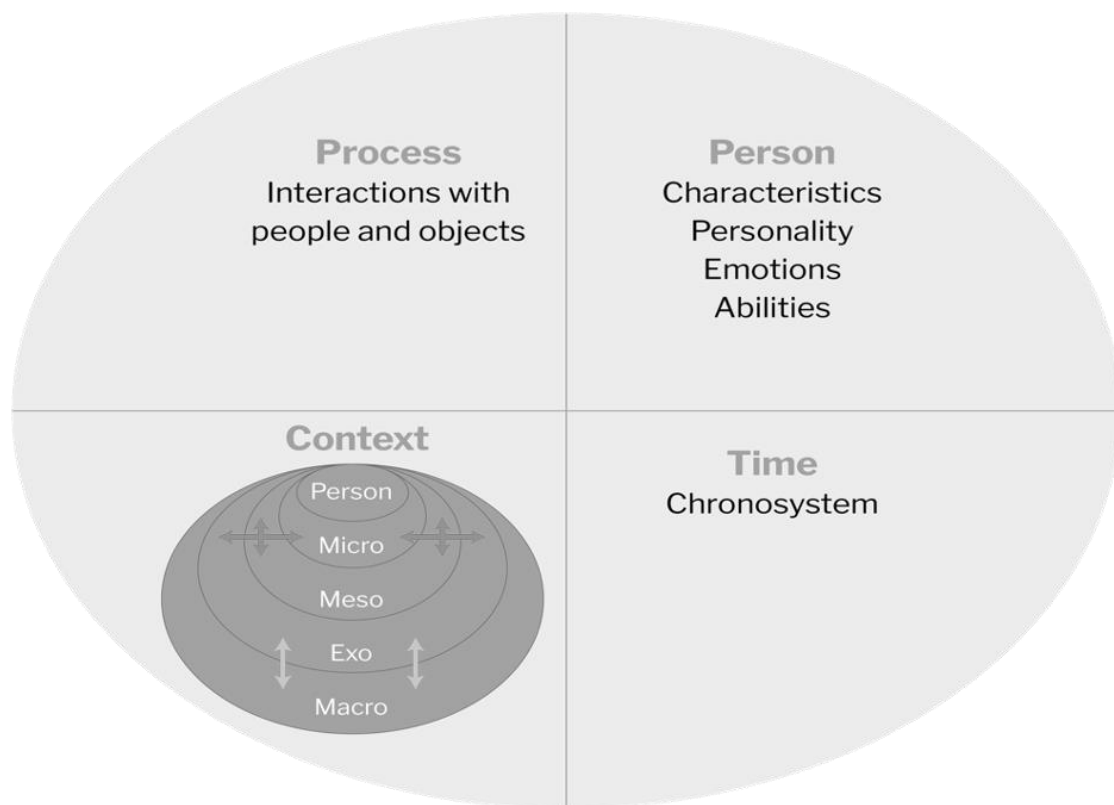 Process
Interactions with
people and objects
Person
Characteristics
Personality
Emotions
Abilities
Context
Person
Micro
Meso
Exo
Macro
Time
Chronosystem